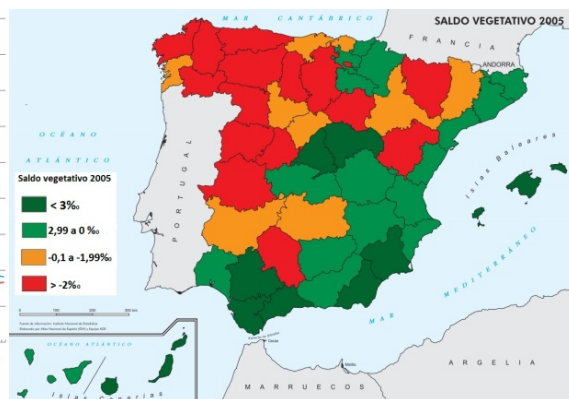 SALDO VEGETATIVO 2005
MAR CANTÁBRICO
FRANCIA
ANDORRA
OCÉANO
ATLÁNTICO
PORTUGAL
Islas Baleares
Saldo vegetativo 2005
< 3‰
2,99 a 0 ‰
-0,1 a -1,99‰
> -2‰
MAR MEDITERRÁNEO
OCÉANO ATLÁNTICO
Islas Canarias
Ceuta
Melilla
MARRUECOS
ARGELIA